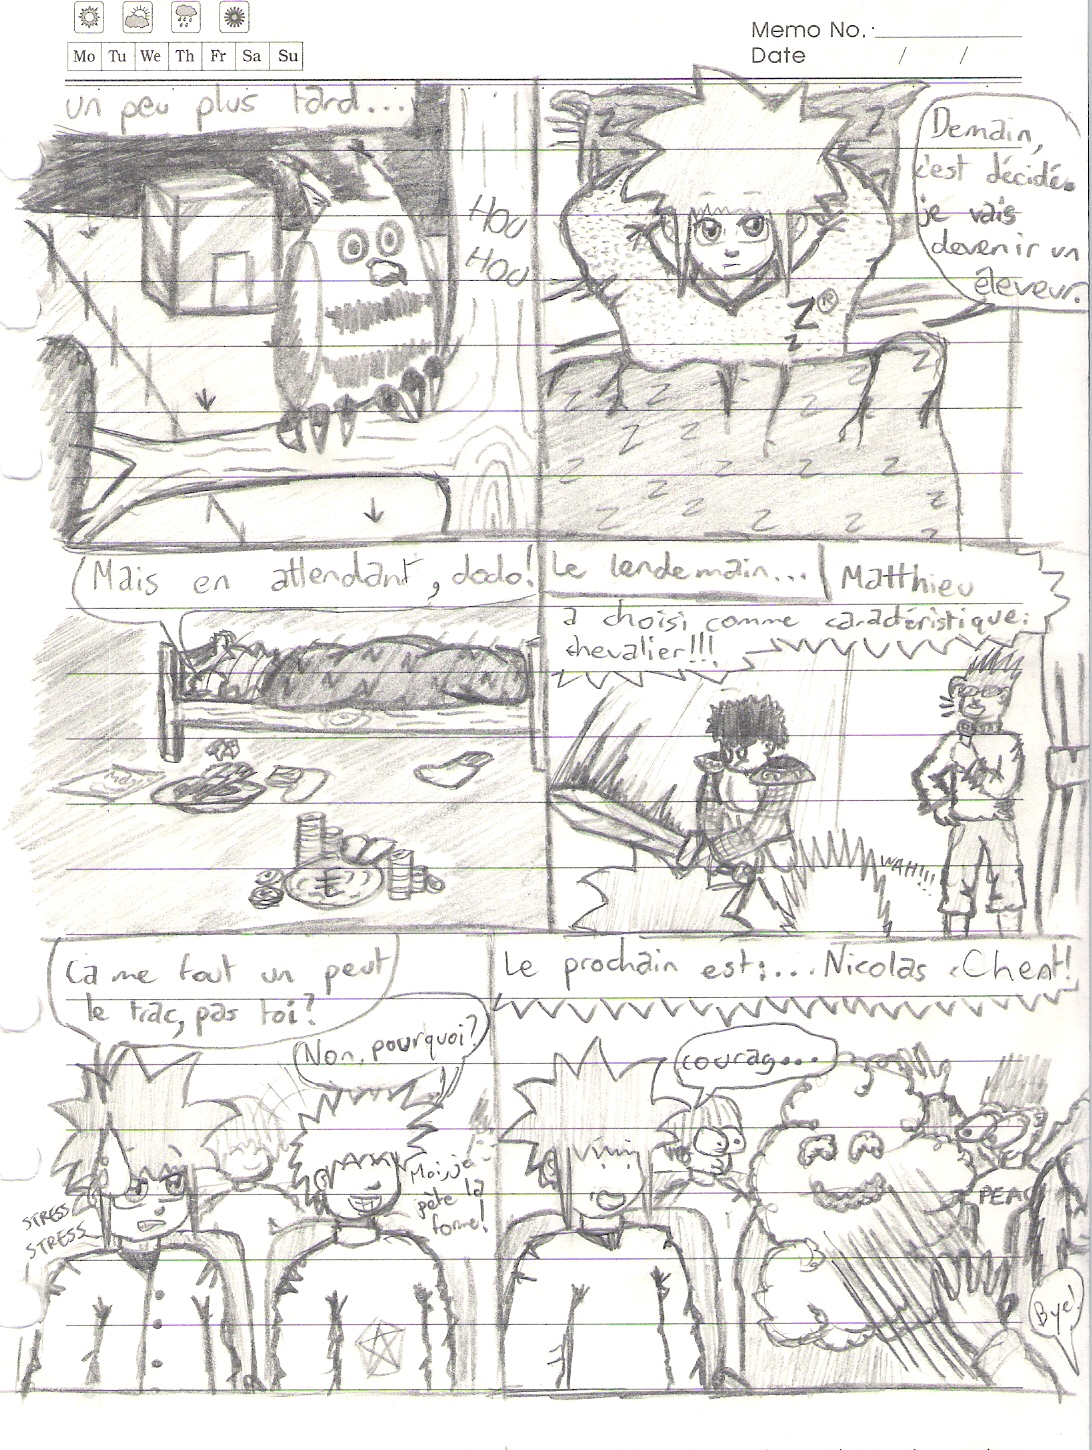 Memo No.:
Mo Tu We Th Fr Sa Su
Date / /
un peu plus tard...
HOU
HOU
Demain,
c'est décidé.
je vais
devenir un
éleveur.
Z®
Mais en attendant, dodo!
Le lendemain...
Matthieu
a choisi comme caractéristique:
chevalier!!!
WAH!!!
Ca me fout un peut
le trac, pas toi?
Non, pourquoi?
STRESS
STRESS
Moi, j'
pète la
forme!
Le prochain est:... Nicolas Chent!
courag...
PEAC
Bye!